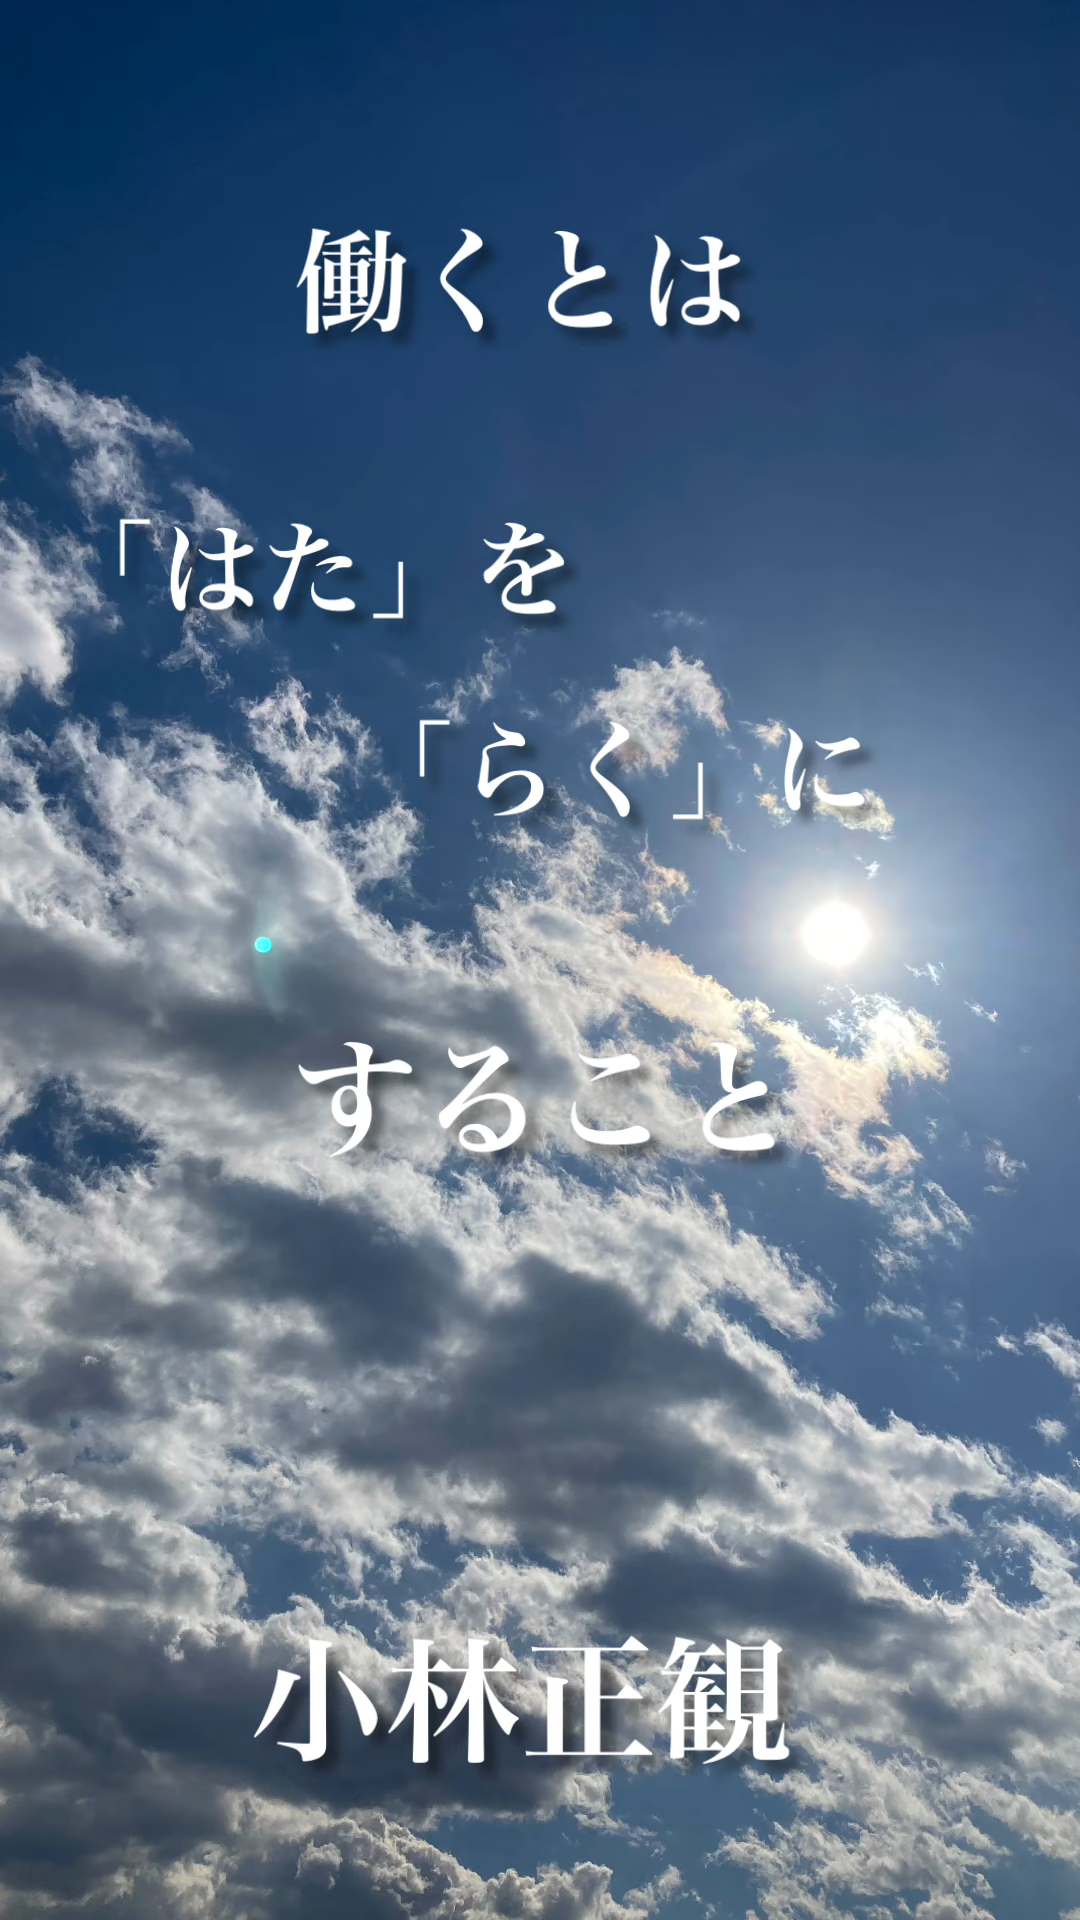 働くとは
「はた」を
「らく」に
すること
小林正観